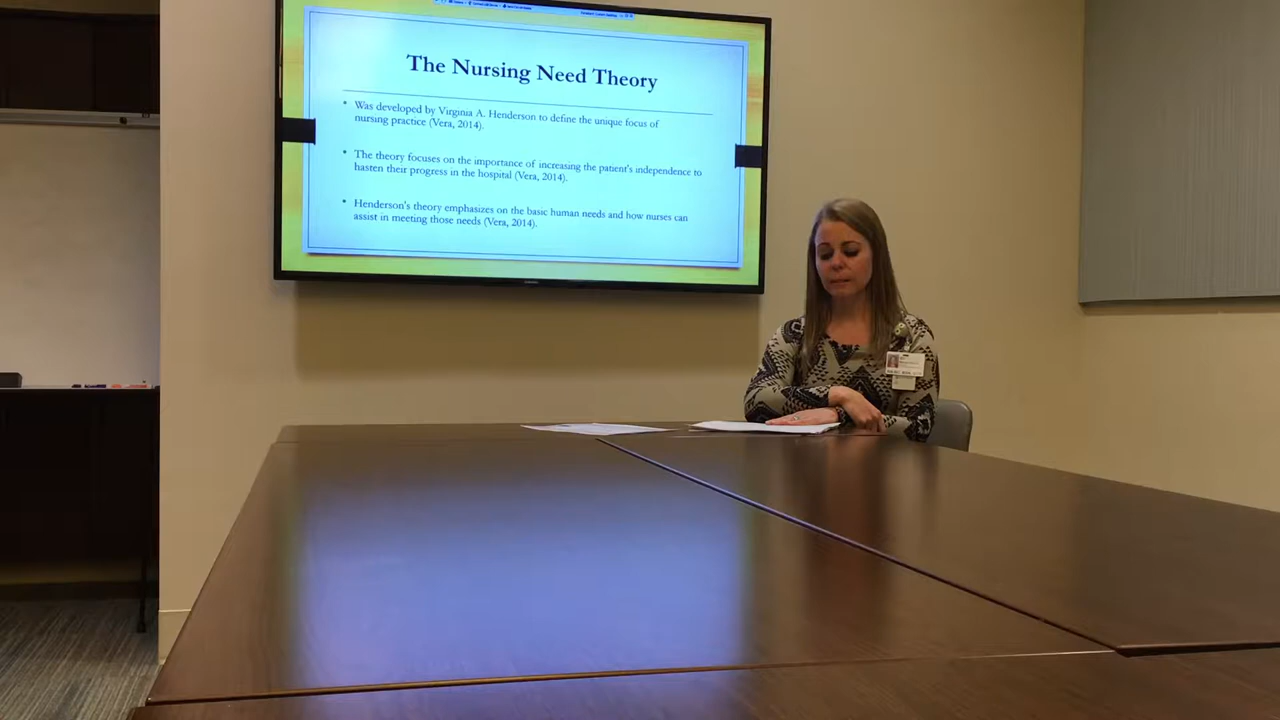 The Nursing Need Theory
• Was developed by Virginia A. Henderson to define the unique focus of
nursing practice (Vera, 2014).
• The theory focuses on the importance of increasing the patient's independence to
hasten their progress in the hospital (Vera, 2014).
• Henderson's theory emphasizes on the basic human needs and how nurses can
assist in meeting those needs (Vera, 2014).